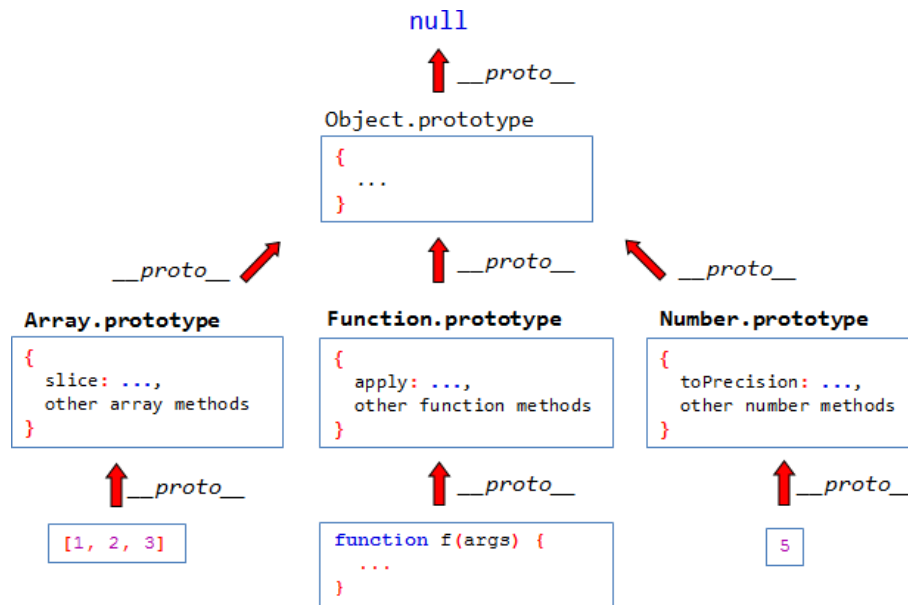 null
__proto__
Object.prototype
{
...
}
__proto__
__proto__
__proto__
Array.prototype
{
slice: ...,
other array methods
}
Function.prototype
{
apply: ...,
other function methods
}
Number.prototype
{
toPrecision: ...,
other number methods
}
__proto__
__proto__
__proto__
[1, 2, 3]
function f(args) {
...
}
5